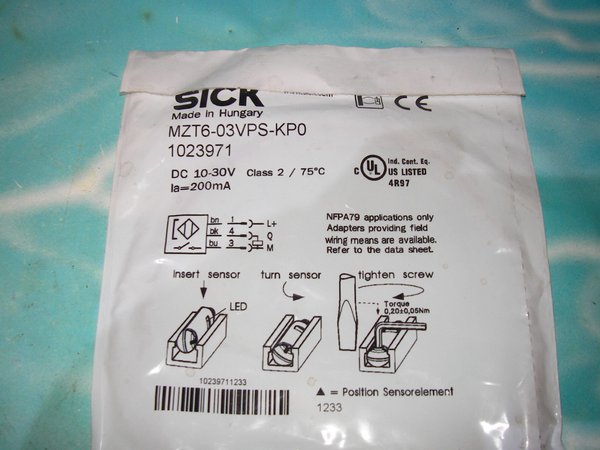 SICK
Made in Hungary
MZT6-03VPS-KP0
1023971
DC 10-30V Class 2 / 75°C
Ia=200mA
C UL US LISTED
Ind. Cont. Eq.
4R97
bn 1 L+
bk 4 Q
bu 3 M
NFPA79 applications only
Adapters providing field
wiring means are available.
Refer to the data sheet.
insert sensor
turn sensor
tighten screw
LED
Torque
0,20±0,05Nm
10239711233
▲ = Position Sensorelement
1233